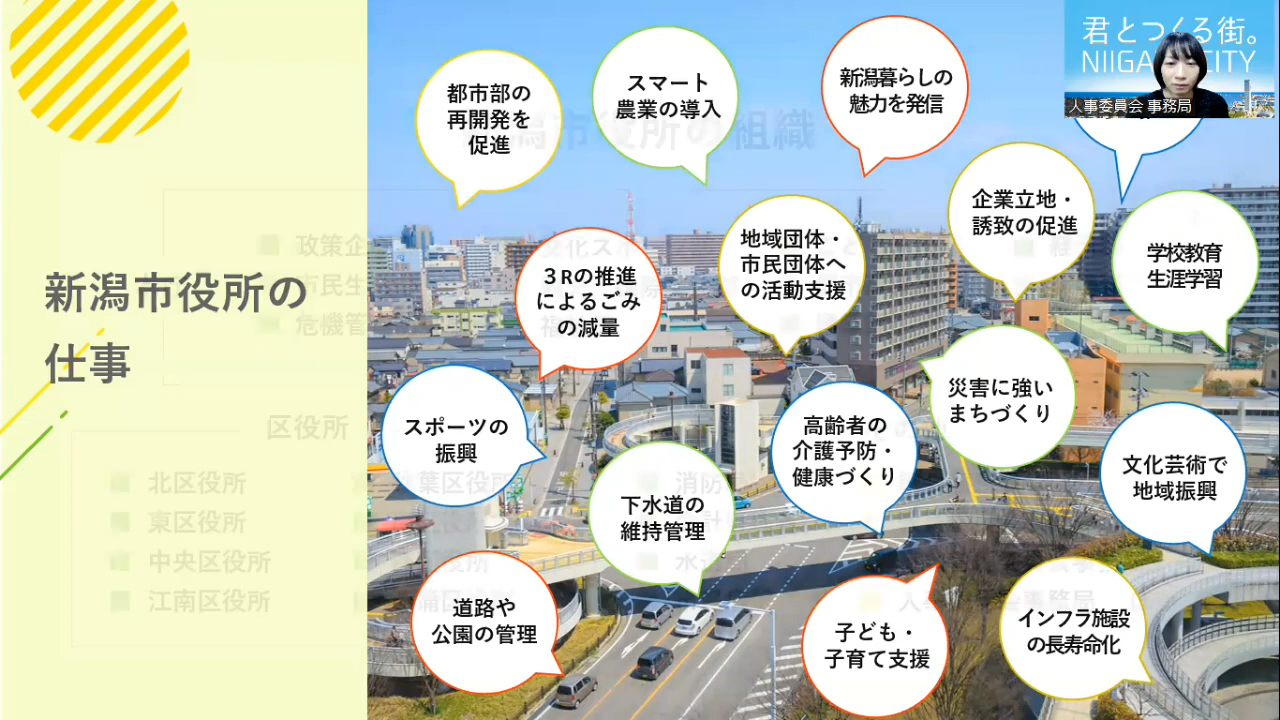 新潟市役所の
仕事
都市部の
再開発を
促進
スマート
農業の導入
新潟暮らしの
魅力を発信
君とつくる街。
人事委員会 事務局
企業立地・
誘致の促進
地域団体・
市民団体へ
の活動支援
学校教育
生涯学習
3Rの推進
によるごみ
の減量
災害に強い
まちづくり
スポーツの
振興
高齢者の
介護予防・
健康づくり
文化芸術で
地域振興
下水道の
維持管理
道路や
公園の管理
子ども・
子育て支援
インフラ施設
の長寿命化
新潟市役所の組織
区役所
北区役所
東区役所
中央区役所
江南区役所